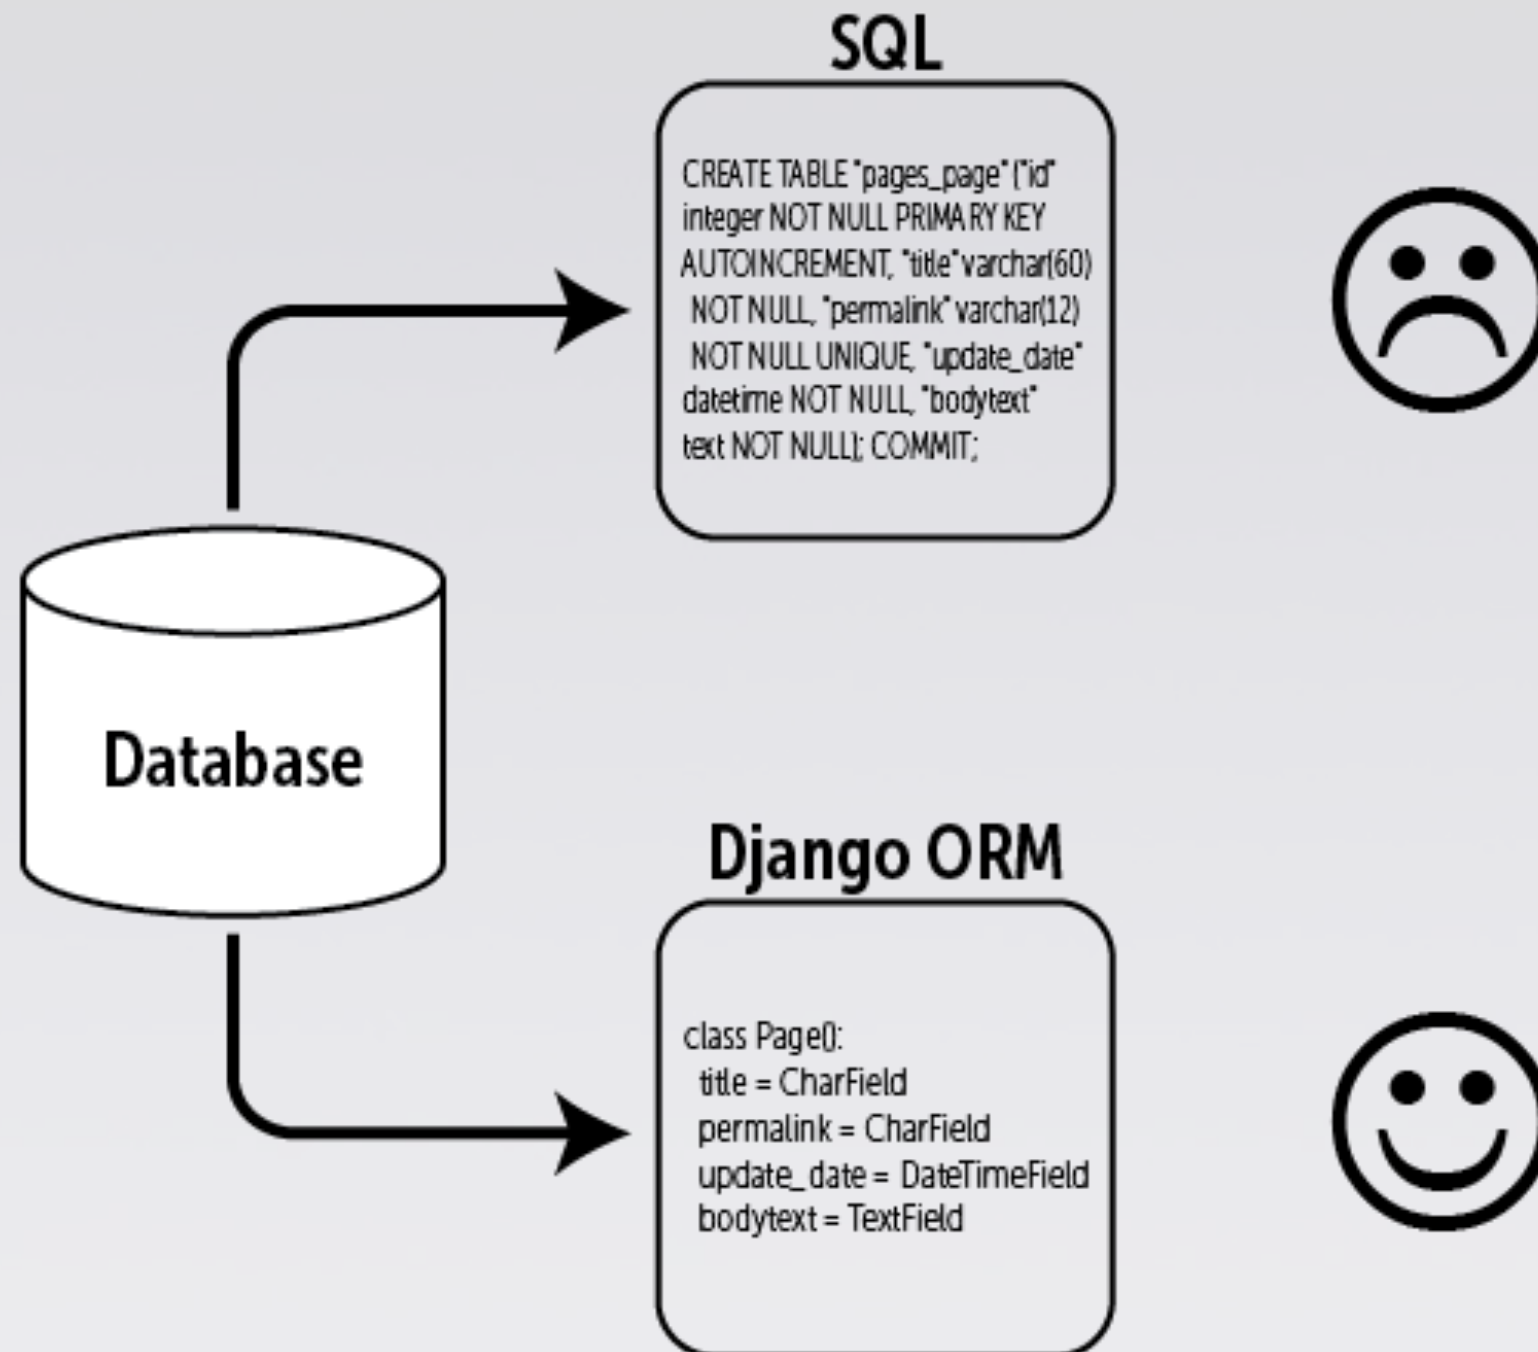 SQL
CREATE TABLE "pages_page" ("id"
integer NOT NULL PRIMARY KEY
AUTOINCREMENT, "title" varchar(60)
NOT NULL, "permalink" varchar(12)
NOT NULL UNIQUE, "update_date"
datetime NOT NULL, "bodytext"
text NOT NULL); COMMIT;
Database
Django ORM
class Page():
title = CharField
permalink = CharField
update_date = DateTimeField
bodytext = TextField